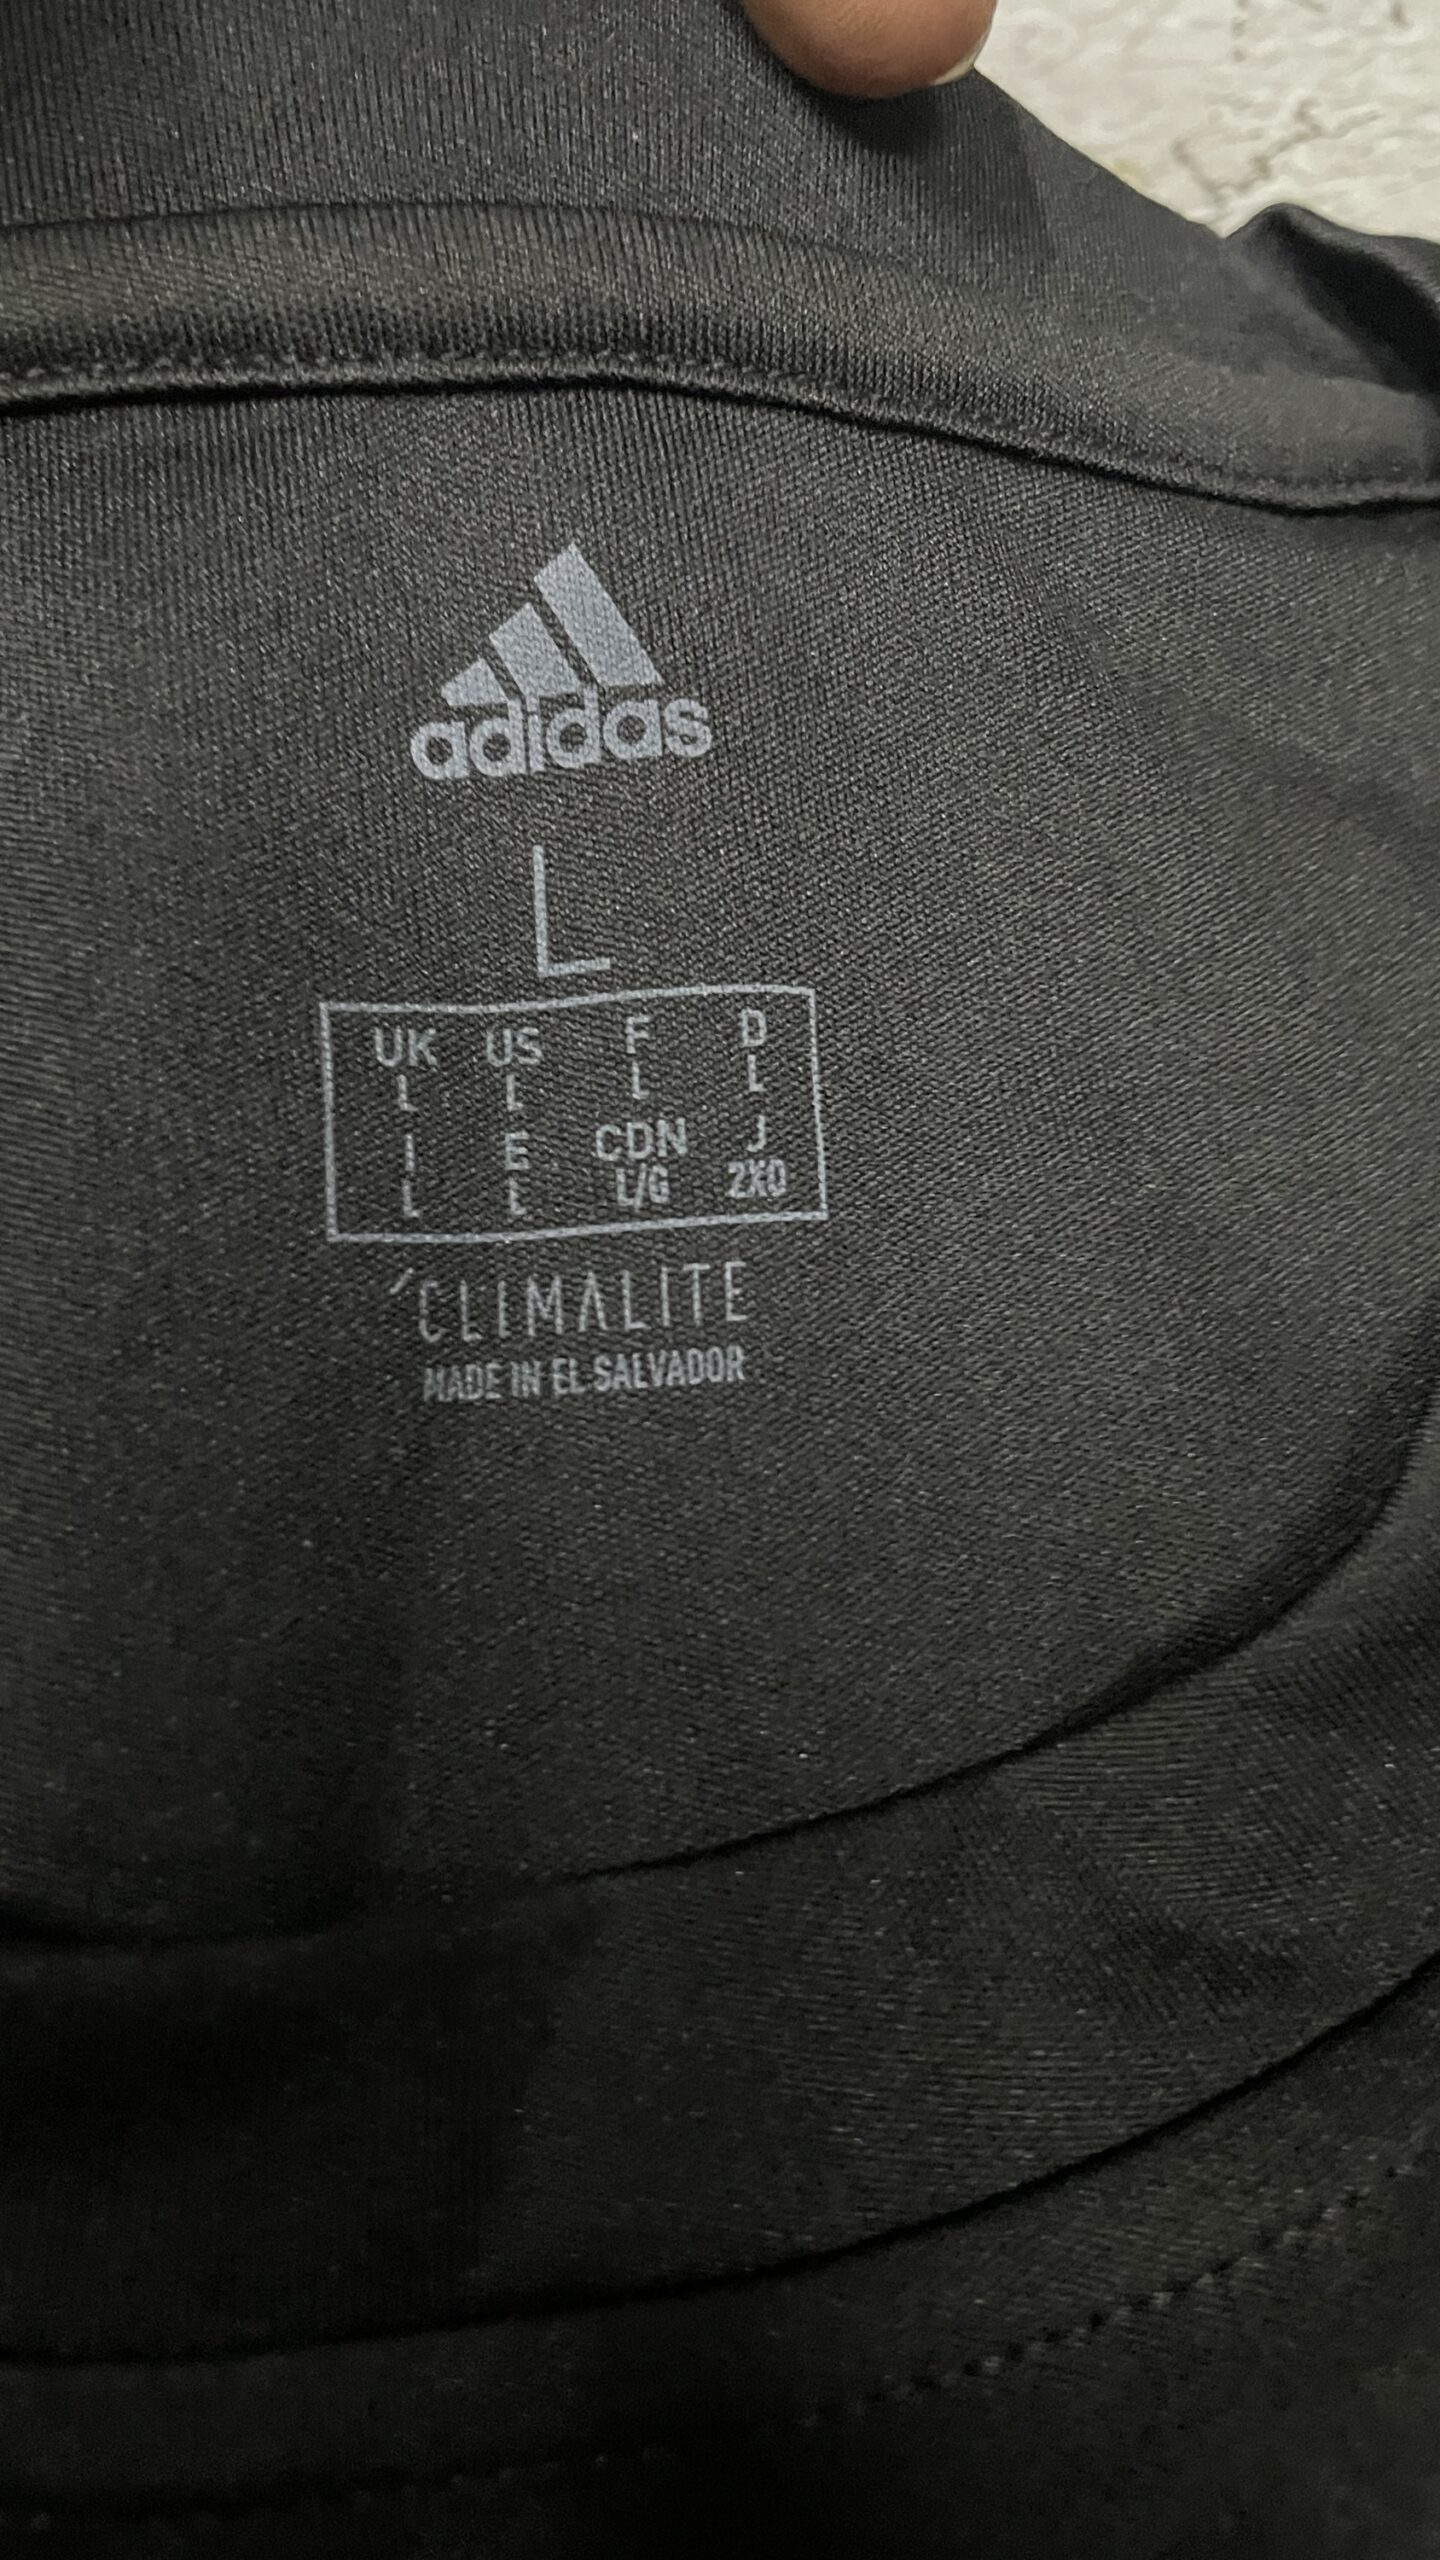 adidas
L
UK US F D
L L L L
I E CDN J
L L L/G 2XO
CLIMALITE
MADE IN EL SALVADOR